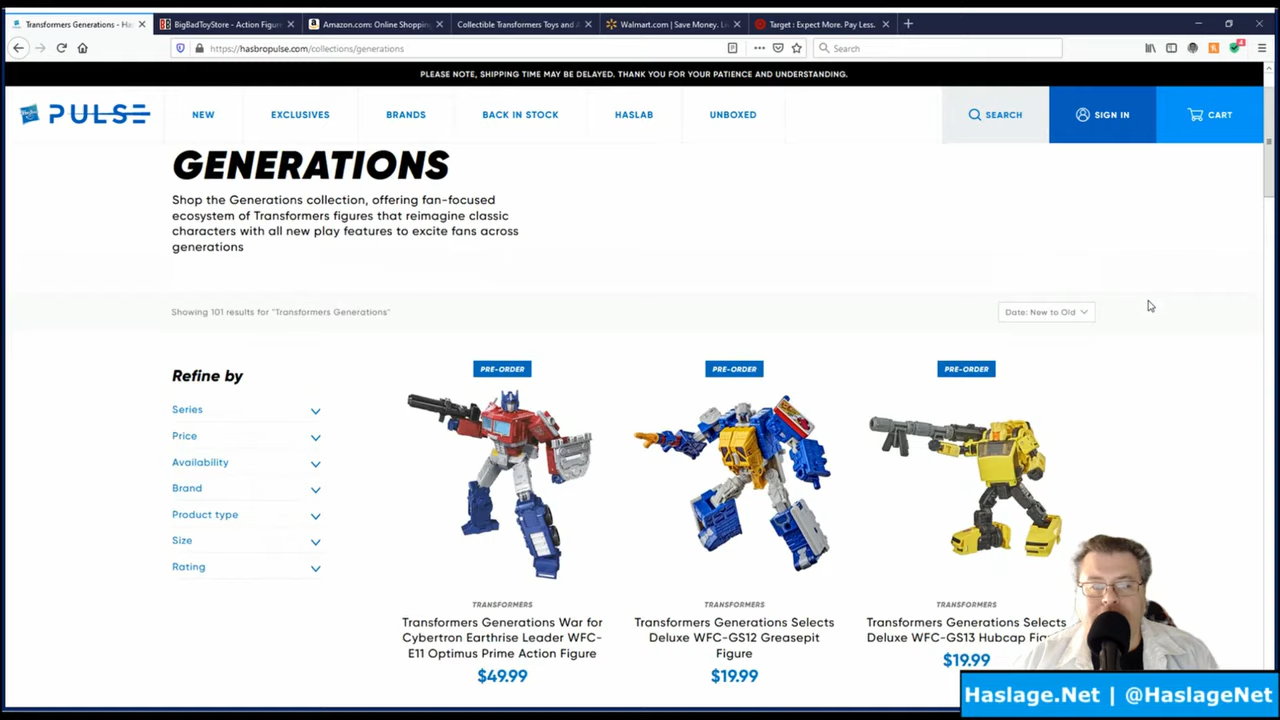 Transformers Generations - Has
BigBadToyStore - Action Figur
Amazon.com: Online Shopping
Collectible Transformers Toys and A
Walmart.com | Save Money. Li
Target : Expect More. Pay Less.
https://hasbropulse.com/collections/generations
Search
PLEASE NOTE, SHIPPING TIME MAY BE DELAYED. THANK YOU FOR YOUR PATIENCE AND UNDERSTANDING.
PULSE
NEW
EXCLUSIVES
BRANDS
BACK IN STOCK
HASLAB
UNBOXED
SEARCH
SIGN IN
CART
GENERATIONS
Shop the Generations collection, offering fan-focused
ecosystem of Transformers figures that reimagine classic
characters with all new play features to excite fans across
generations
Showing 101 results for "Transformers Generations"
Date: New to Old
Refine by
Series
Price
Availability
Brand
Product type
Size
Rating
PRE-ORDER
TRANSFORMERS
Transformers Generations War for
Cybertron Earthrise Leader WFC-
E11 Optimus Prime Action Figure
$49.99
PRE-ORDER
TRANSFORMERS
Transformers Generations Selects
Deluxe WFC-GS12 Greasepit
Figure
$19.99
PRE-ORDER
TRANSFORMERS
Transformers Generations Selects
Deluxe WFC-GS13 Hubcap Fig
$19.99
Haslage.Net | @HaslageNet